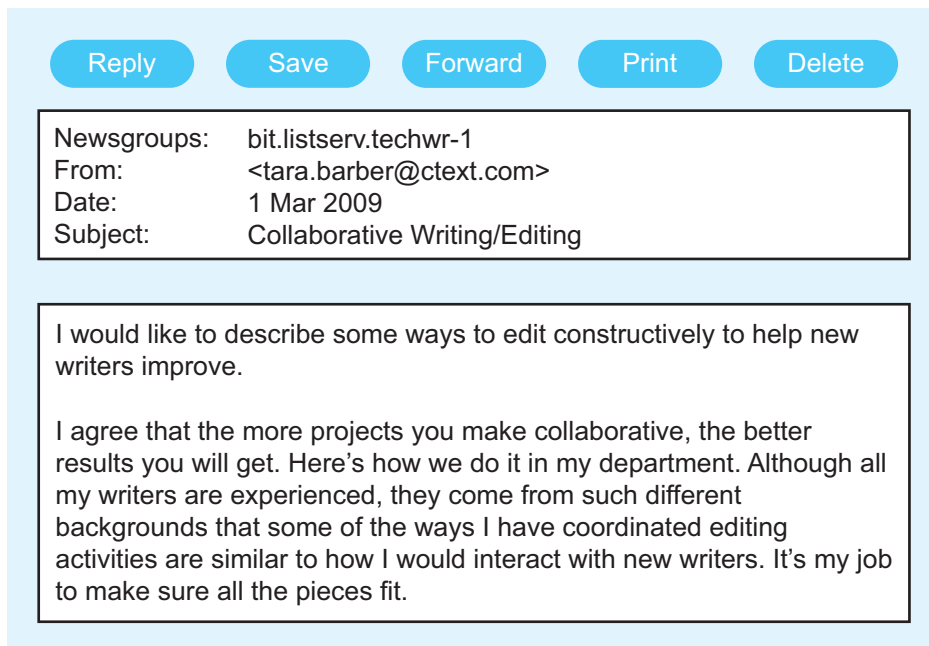 Reply Save Forward Print Delete
Newsgroups: bit.listserv.techwr-1
From: <tara.barber@ctext.com>
Date: 1 Mar 2009
Subject: Collaborative Writing/Editing
I would like to describe some ways to edit constructively to help new
writers improve.
I agree that the more projects you make collaborative, the better
results you will get. Here’s how we do it in my department. Although all
my writers are experienced, they come from such different
backgrounds that some of the ways I have coordinated editing
activities are similar to how I would interact with new writers. It’s my job
to make sure all the pieces fit.